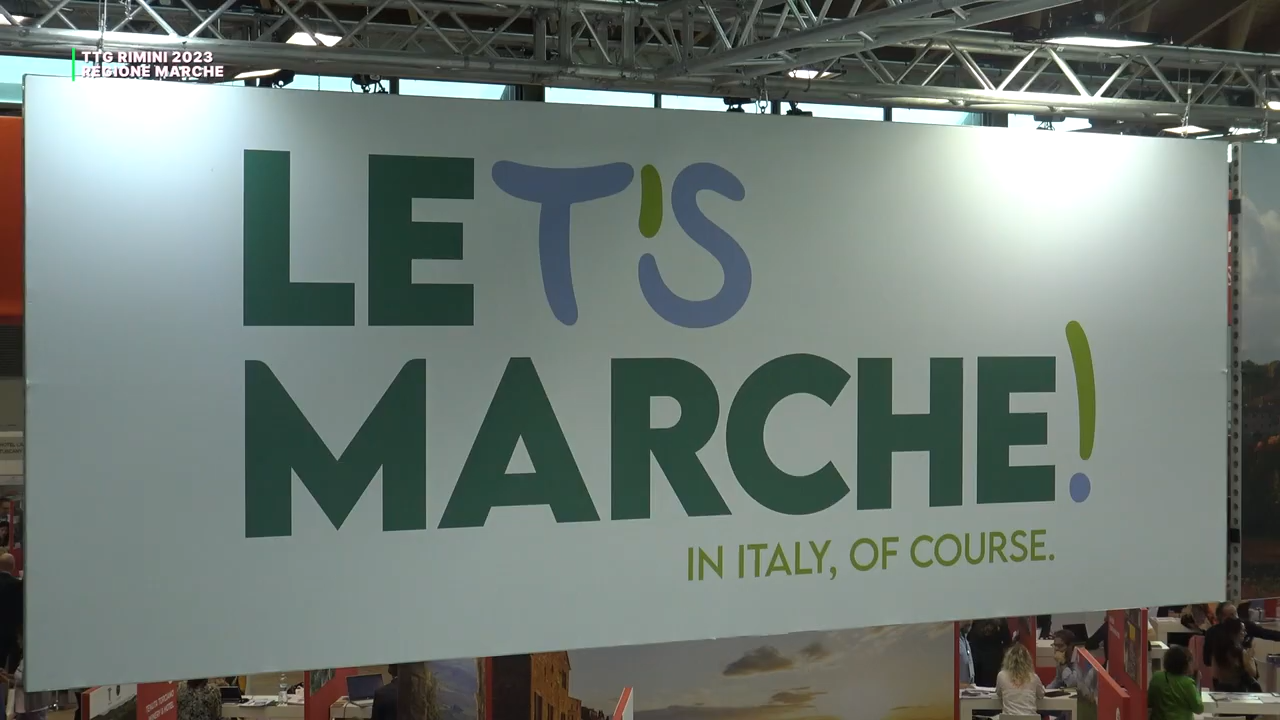 TTG RIMINI 2023
REGIONE MARCHE
LET'S
MARCHE!
IN ITALY, OF COURSE.